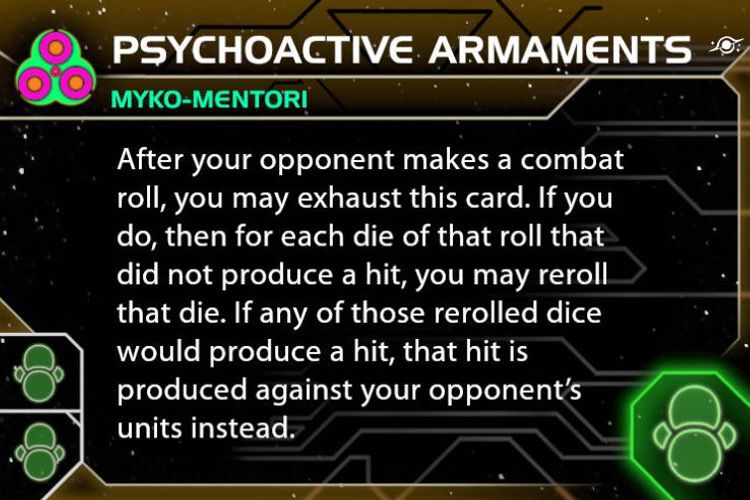 PSYCHOACTIVE ARMAMENTS
MYKO-MENTORI
After your opponent makes a combat
roll, you may exhaust this card. If you
do, then for each die of that roll that
did not produce a hit, you may reroll
that die. If any of those rerolled dice
would produce a hit, that hit is
produced against your opponent’s
units instead.